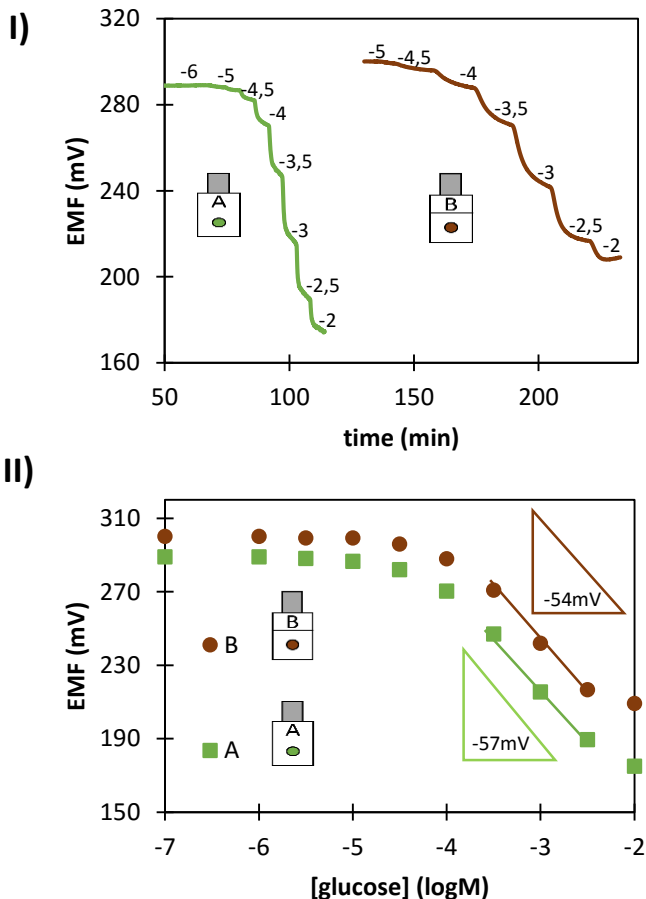 I)
EMF (mV)
320
280
240
200
160
-6
-5
-4,5
-4
-3,5
-3
-2,5
-2
A
-5
-4,5
-4
-3,5
-3
-2,5
-2
B
50
100
150
200
time (min)
II)
EMF (mV)
310
270
230
190
150
B
B
A
A
-54mV
-57mV
-7
-6
-5
-4
-3
-2
[glucose] (logM)